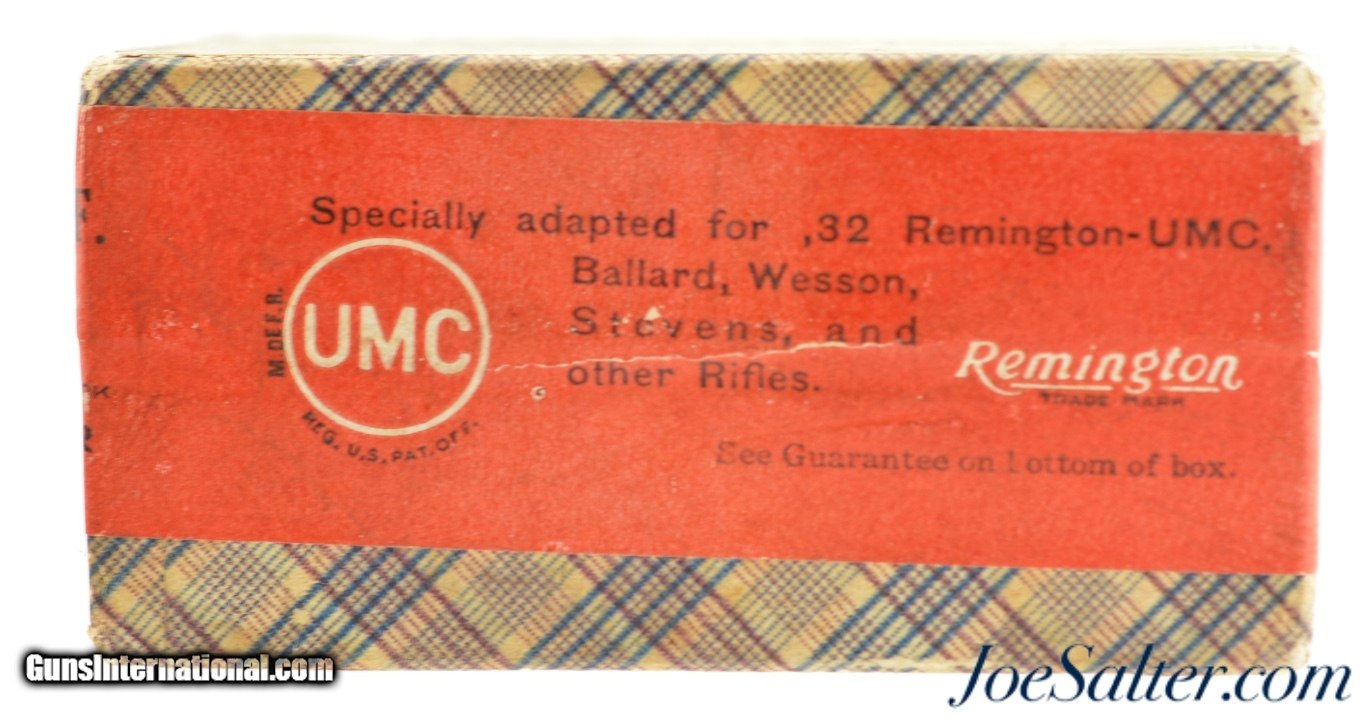 Specially adapted for .32 Remington-UMC,
Ballard, Wesson,
Stevens, and
other Rifles.
M DE F. R.
UMC
REG. U.S. PAT. OFF.
Remington
TRADE MARK
See Guarantee on bottom of box.
GunsInternational.com
JoeSalter.com